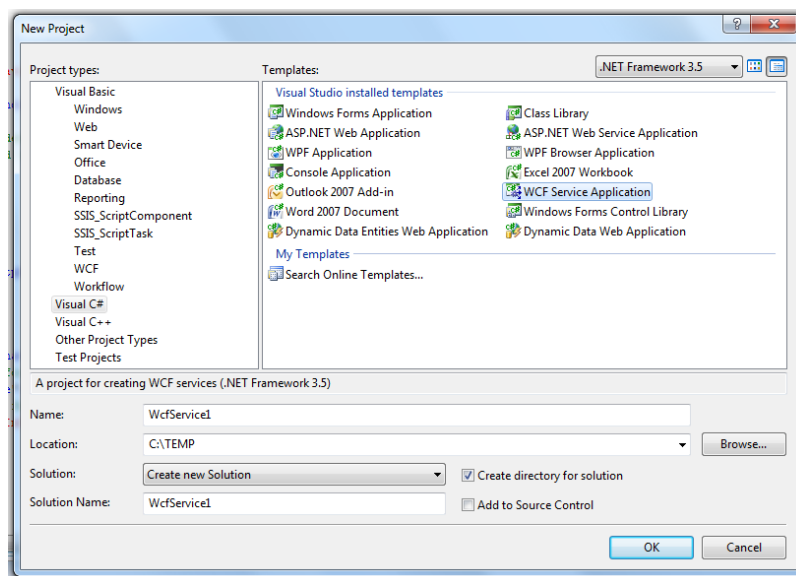 New Project
Project types:
Templates:
.NET Framework 3.5
Visual Basic
Windows
Web
Smart Device
Office
Database
Reporting
SSIS_ScriptComponent
SSIS_ScriptTask
Test
WCF
Workflow
Visual C#
Visual C++
Other Project Types
Test Projects
Visual Studio installed templates
Windows Forms Application
Class Library
ASP.NET Web Application
ASP.NET Web Service Application
WPF Application
WPF Browser Application
Console Application
Excel 2007 Workbook
Outlook 2007 Add-in
WCF Service Application
Word 2007 Document
Windows Forms Control Library
Dynamic Data Entities Web Application
Dynamic Data Web Application
My Templates
Search Online Templates...
A project for creating WCF services (.NET Framework 3.5)
Name:
WcfService1
Location:
C:\TEMP
Browse...
Solution:
Create new Solution
Create directory for solution
Solution Name:
WcfService1
Add to Source Control
OK
Cancel